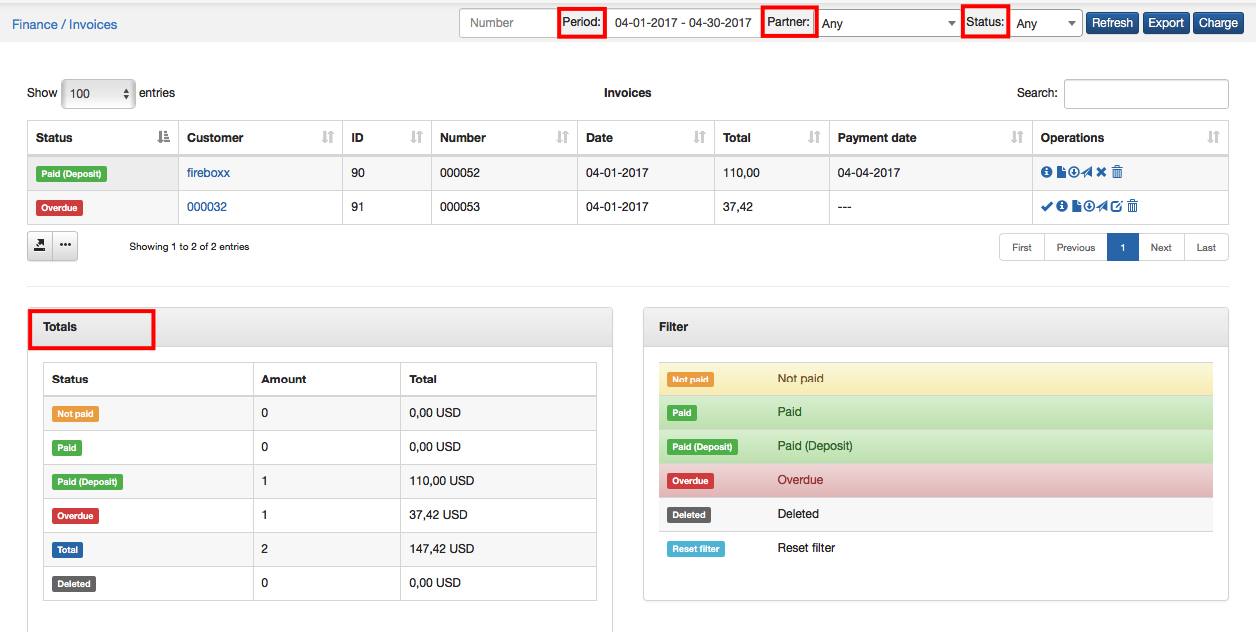 Finance / Invoices
Number Period: 04-01-2017 - 04-30-2017 Partner: Any Status: Any Refresh Export Charge
Show 100 entries Invoices Search:
Status Customer ID Number Date Total Payment date Operations
Paid (Deposit) fireboxx 90 000052 04-01-2017 110,00 04-04-2017
Overdue 000032 91 000053 04-01-2017 37,42 ---
Showing 1 to 2 of 2 entries First Previous 1 Next Last
Totals
Status Amount Total
Not paid 0 0,00 USD
Paid 0 0,00 USD
Paid (Deposit) 1 110,00 USD
Overdue 1 37,42 USD
Total 2 147,42 USD
Deleted 0 0,00 USD
Filter
Not paid Not paid
Paid Paid
Paid (Deposit) Paid (Deposit)
Overdue Overdue
Deleted Deleted
Reset filter Reset filter